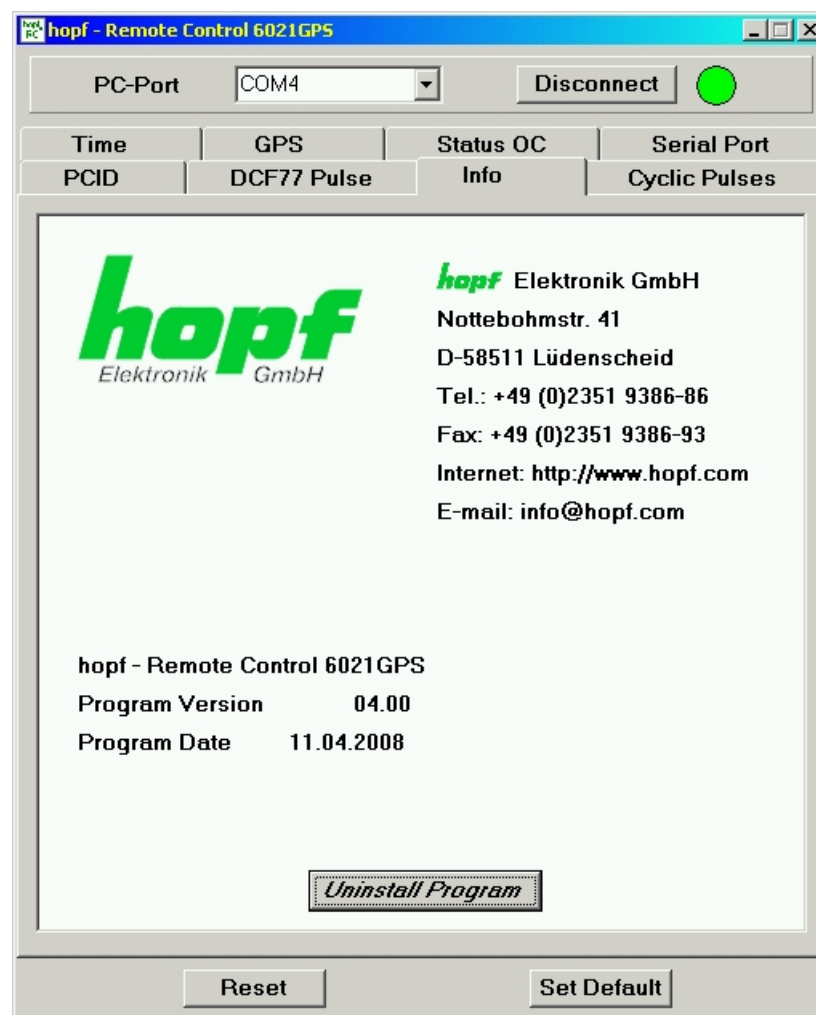 hopf RC hopf - Remote Control 6021GPS
PC-Port COM4 Disconnect
Time GPS Status OC Serial Port
PCID DCF77 Pulse Info Cyclic Pulses
hopf
Elektronik GmbH
hopf Elektronik GmbH
Nottebohmstr. 41
D-58511 Lüdenscheid
Tel.: +49 (0)2351 9386-86
Fax: +49 (0)2351 9386-93
Internet: http://www.hopf.com
E-mail: info@hopf.com
hopf - Remote Control 6021GPS
Program Version 04.00
Program Date 11.04.2008
Uninstall Program
Reset Set Default